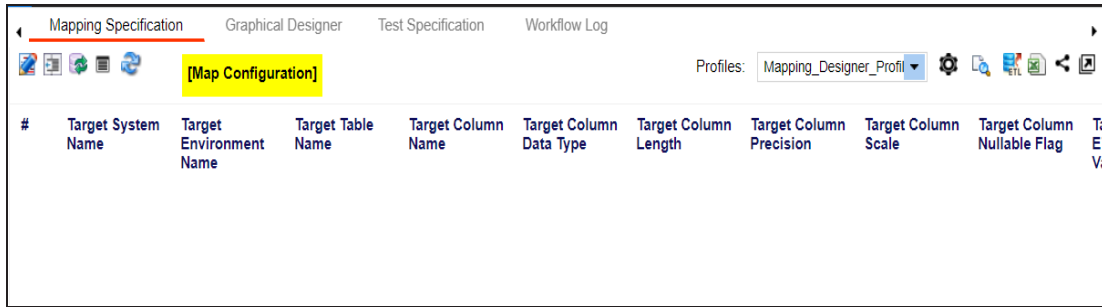 Mapping Specification Graphical Designer Test Specification Workflow Log
[Map Configuration] Profiles: Mapping_Designer_Profil ETL
# Target System Name Target Environment Name Target Table Name Target Column Name Target Column Data Type Target Column Length Target Column Precision Target Column Scale Target Column Nullable Flag